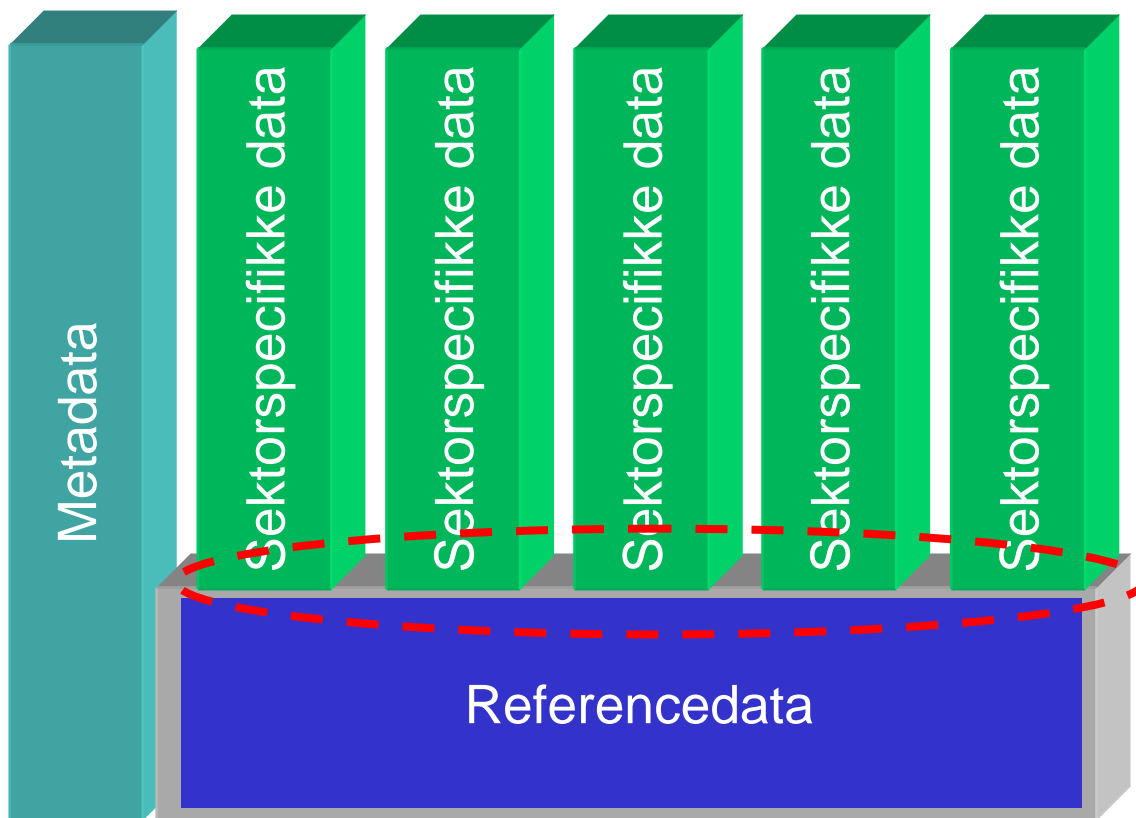 Metadata
Sektorspecifikke data
Sektorspecifikke data
Sektorspecifikke data
Sektorspecifikke data
Sektorspecifikke data
Referencedata